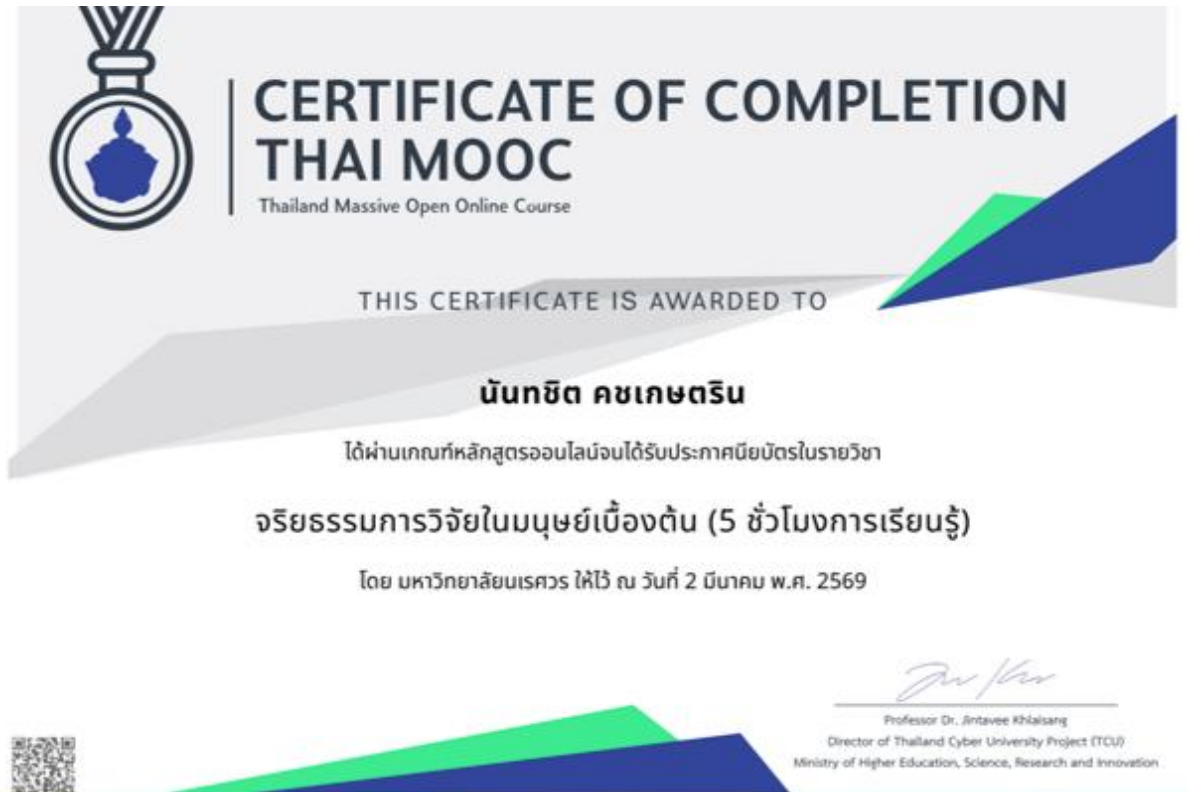 CERTIFICATE OF COMPLETION
THAI MOOC
Thailand Massive Open Online Course
THIS CERTIFICATE IS AWARDED TO
นันทชิต คชเกษตริน
ได้ผ่านเกณฑ์หลักสูตรออนไลน์จนได้รับประกาศนียบัตรในรายวิชา
จริยธรรมการวิจัยในมนุษย์เบื้องต้น (5 ชั่วโมงการเรียนรู้)
โดย มหาวิทยาลัยนเรศวร ให้ไว้ ณ วันที่ 2 มีนาคม พ.ศ. 2569
Professor Dr. Jintavee Khlaisang
Director of Thailand Cyber University Project (TCU)
Ministry of Higher Education, Science, Research and Innovation